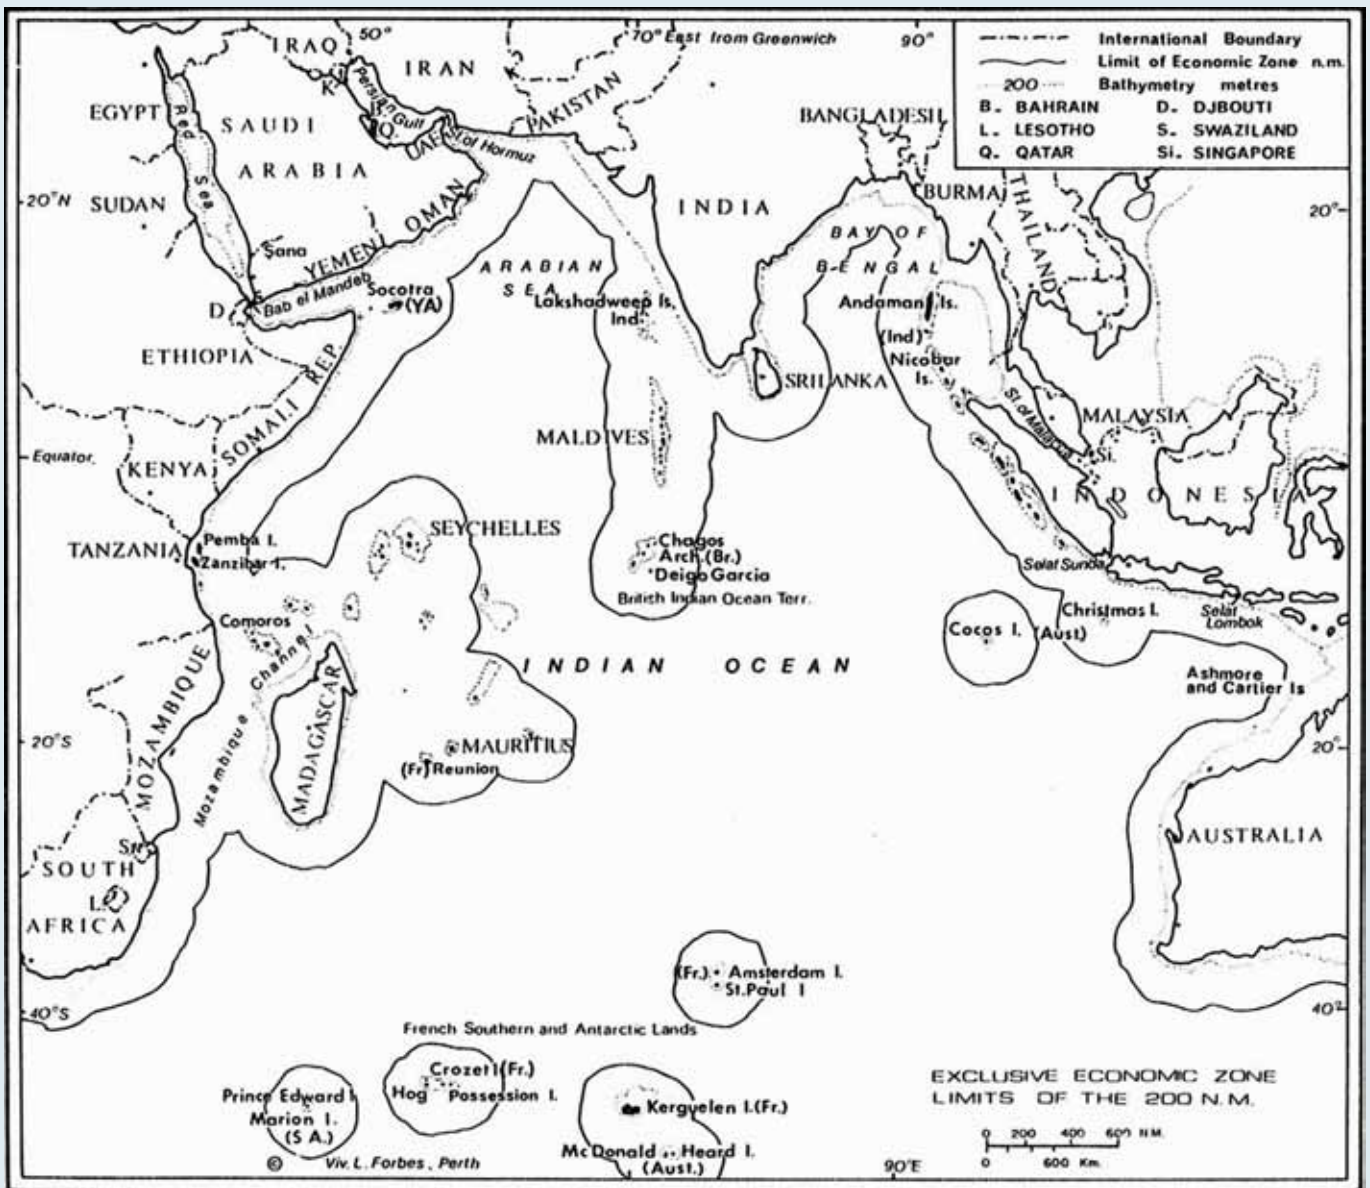 50°
70° East from Greenwich
90°
International Boundary
Limit of Economic Zone n.m.
200 Bathymetry metres
B. BAHRAIN D. DJBOUTI
L. LESOTHO S. SWAZILAND
Q. QATAR Si. SINGAPORE
IRAQ
IRAN
K.
Persian Gulf
PAKISTAN
EGYPT
Red Sea
SAUDI
ARABIA
Q.
UAE
St of Hormuz
BANGLADESH
20°N
SUDAN
OMAN
INDIA
BURMA
THAILAND
20°
Sana
YEMEN
BAY OF
BENGAL
ARABIAN
SEA
D.
Bab el Mandeb
Socotra
(YA)
Lakshadweep Is.
Ind
Andaman Is.
(Ind)
Nicobar
Is.
ETHIOPIA
SOMALI REP.
SRILANKA
MALDIVES
St. of Malacca
MALAYSIA
Si.
Equator.
KENYA
INDONESIA
TANZANIA
Pemba I.
Zanzibar I.
SEYCHELLES
Chagos
Arch.(Br.)
Deigo Garcia
British Indian Ocean Terr.
Selat Sunda
Selat
Lombok
Comoros
Christmas I.
Cocos I. (Aust)
INDIAN OCEAN
Ashmore
and Cartier Is
Mozambique Channel
MOZAMBIQUE
MADAGASCAR
20°S
MAURITIUS
(Fr) Reunion
20°
AUSTRALIA
SOUTH
AFRICA
L.
(Fr.) Amsterdam I.
St.Paul I
40°S
40°
French Southern and Antarctic Lands
Crozet I (Fr.)
Hog Possession I.
Prince Edward I
Marion I.
(S A.)
Kerguelen I.(Fr.)
Mc Donald Heard I.
(Aust.)
EXCLUSIVE ECONOMIC ZONE
LIMITS OF THE 200 N.M.
0 200 400 600 N.M.
0 600 Km.
© Viv. L. Forbes, Perth
90°E